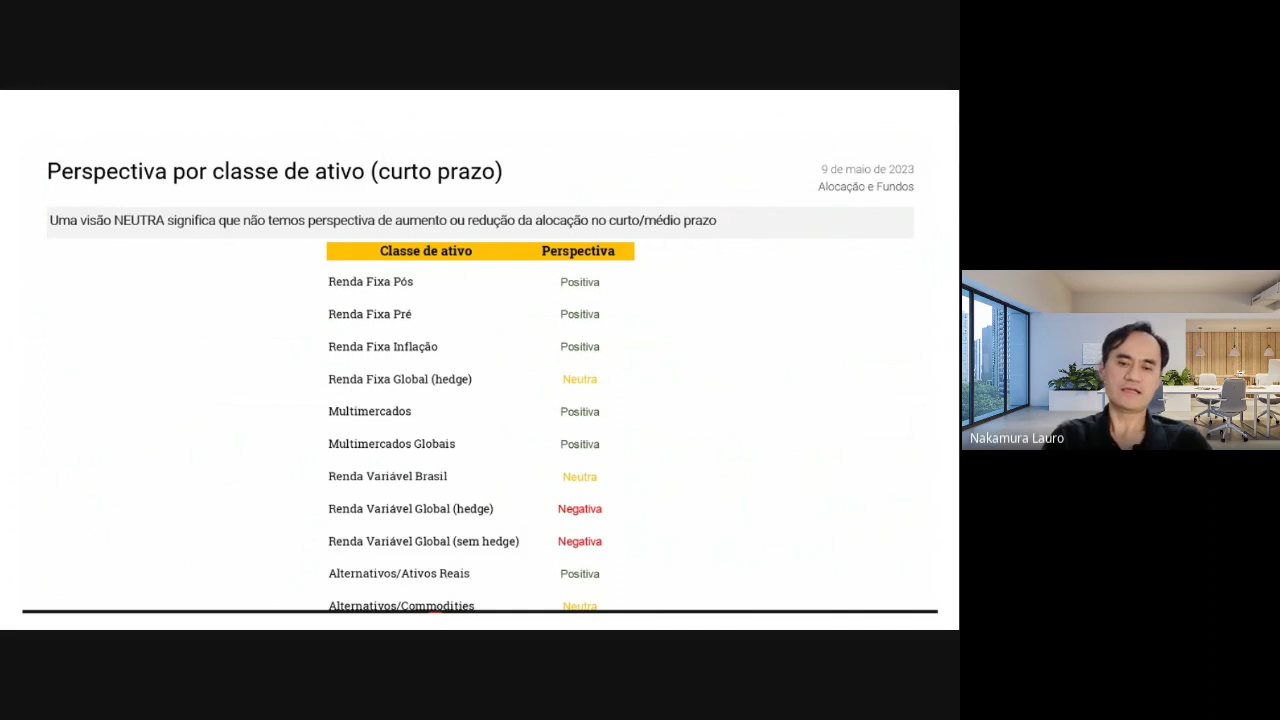 Perspectiva por classe de ativo (curto prazo)
9 de maio de 2023
Alocação e Fundos
Uma visão NEUTRA significa que não temos perspectiva de aumento ou redução da alocação no curto/médio prazo
Classe de ativo Perspectiva
Renda Fixa Pós Positiva
Renda Fixa Pré Positiva
Renda Fixa Inflação Positiva
Renda Fixa Global (hedge) Neutra
Multimercados Positiva
Multimercados Globais Positiva
Renda Variável Brasil Neutra
Renda Variável Global (hedge) Negativa
Renda Variável Global (sem hedge) Negativa
Alternativos/Ativos Reais Positiva
Alternativos/Commodities Neutra
Nakamura Lauro